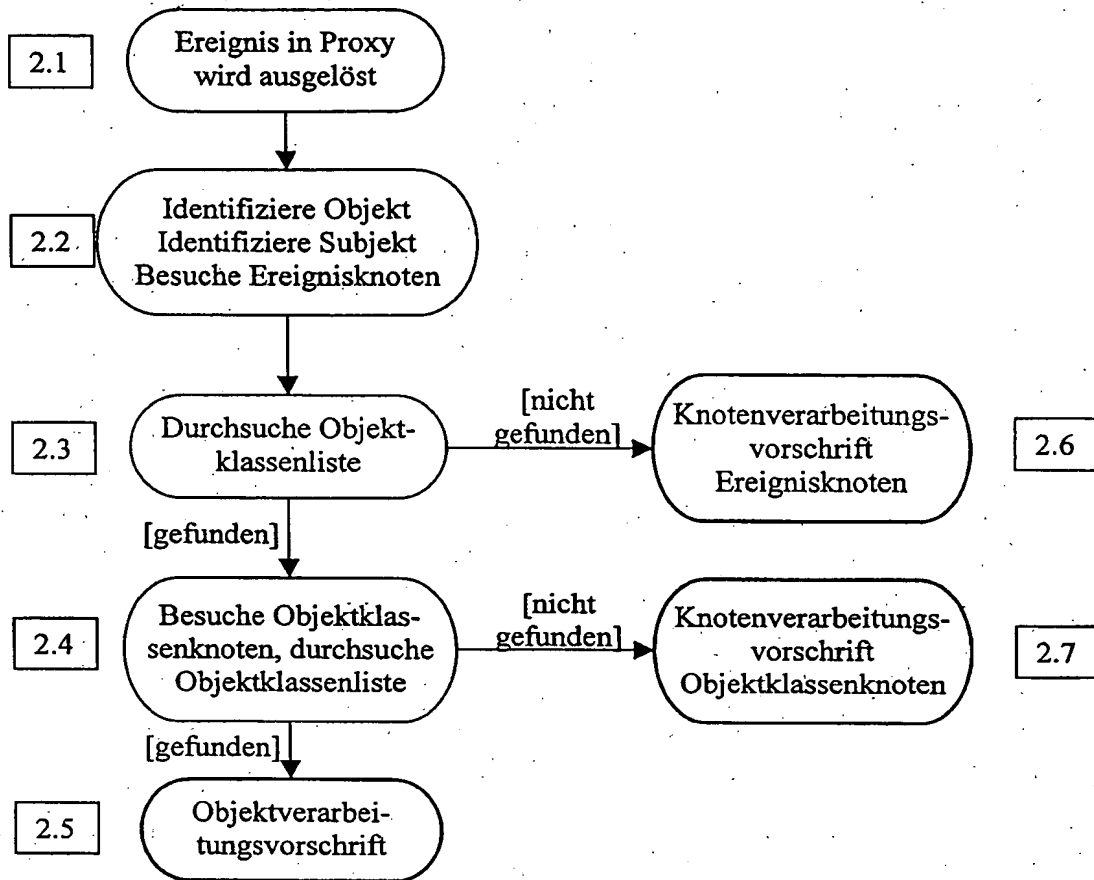 2.1
Ereignis in Proxy
wird ausgelöst
2.2
Identifiziere Objekt
Identifiziere Subjekt
Besuche Ereignisknoten
2.3
Durchsuche Objekt-
klassenliste
[nicht
gefunden]
Knotenverarbeitungs-
vorschrift
Ereignisknoten
2.6
[gefunden]
2.4
Besuche Objektklas-
senknoten, durchsuche
Objektklassenliste
[nicht
gefunden]
Knotenverarbeitungs-
vorschrift
Objektklassenknoten
2.7
[gefunden]
2.5
Objektverarbei-
tungsvorschrift